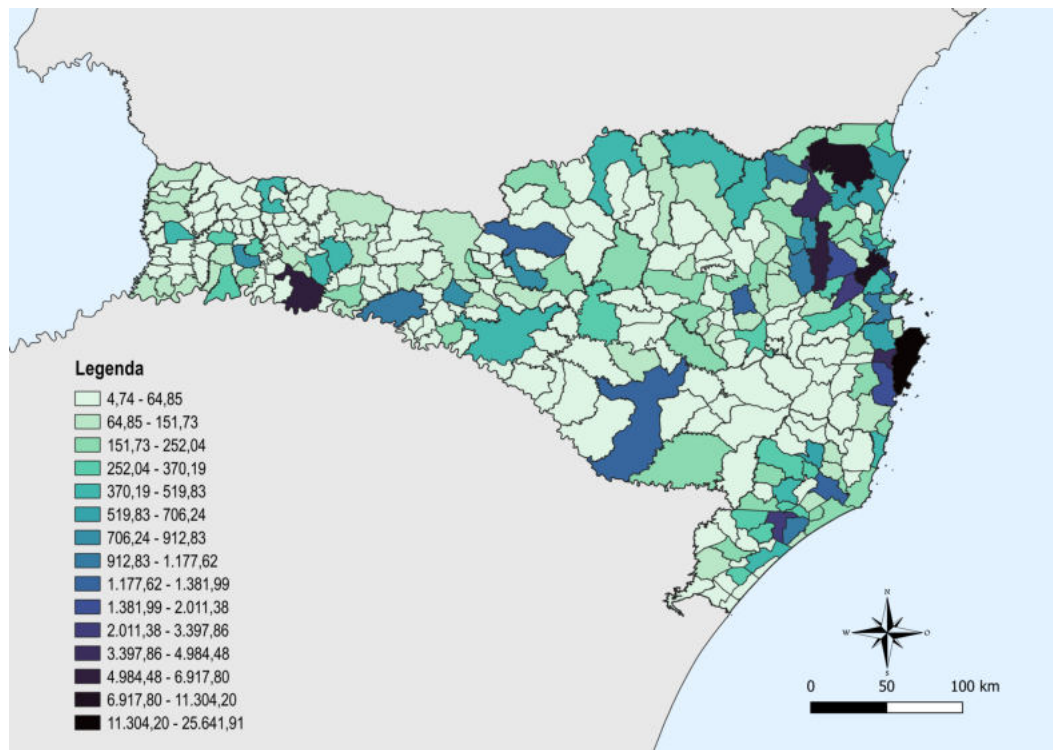 Legenda
4,74 - 64,85
64,85 - 151,73
151,73 - 252,04
252,04 - 370,19
370,19 - 519,83
519,83 - 706,24
706,24 - 912,83
912,83 - 1.177,62
1.177,62 - 1.381,99
1.381,99 - 2.011,38
2.011,38 - 3.397,86
3.397,86 - 4.984,48
4.984,48 - 6.917,80
6.917,80 - 11.304,20
11.304,20 - 25.641,91
N
W O
S
0 50 100 km